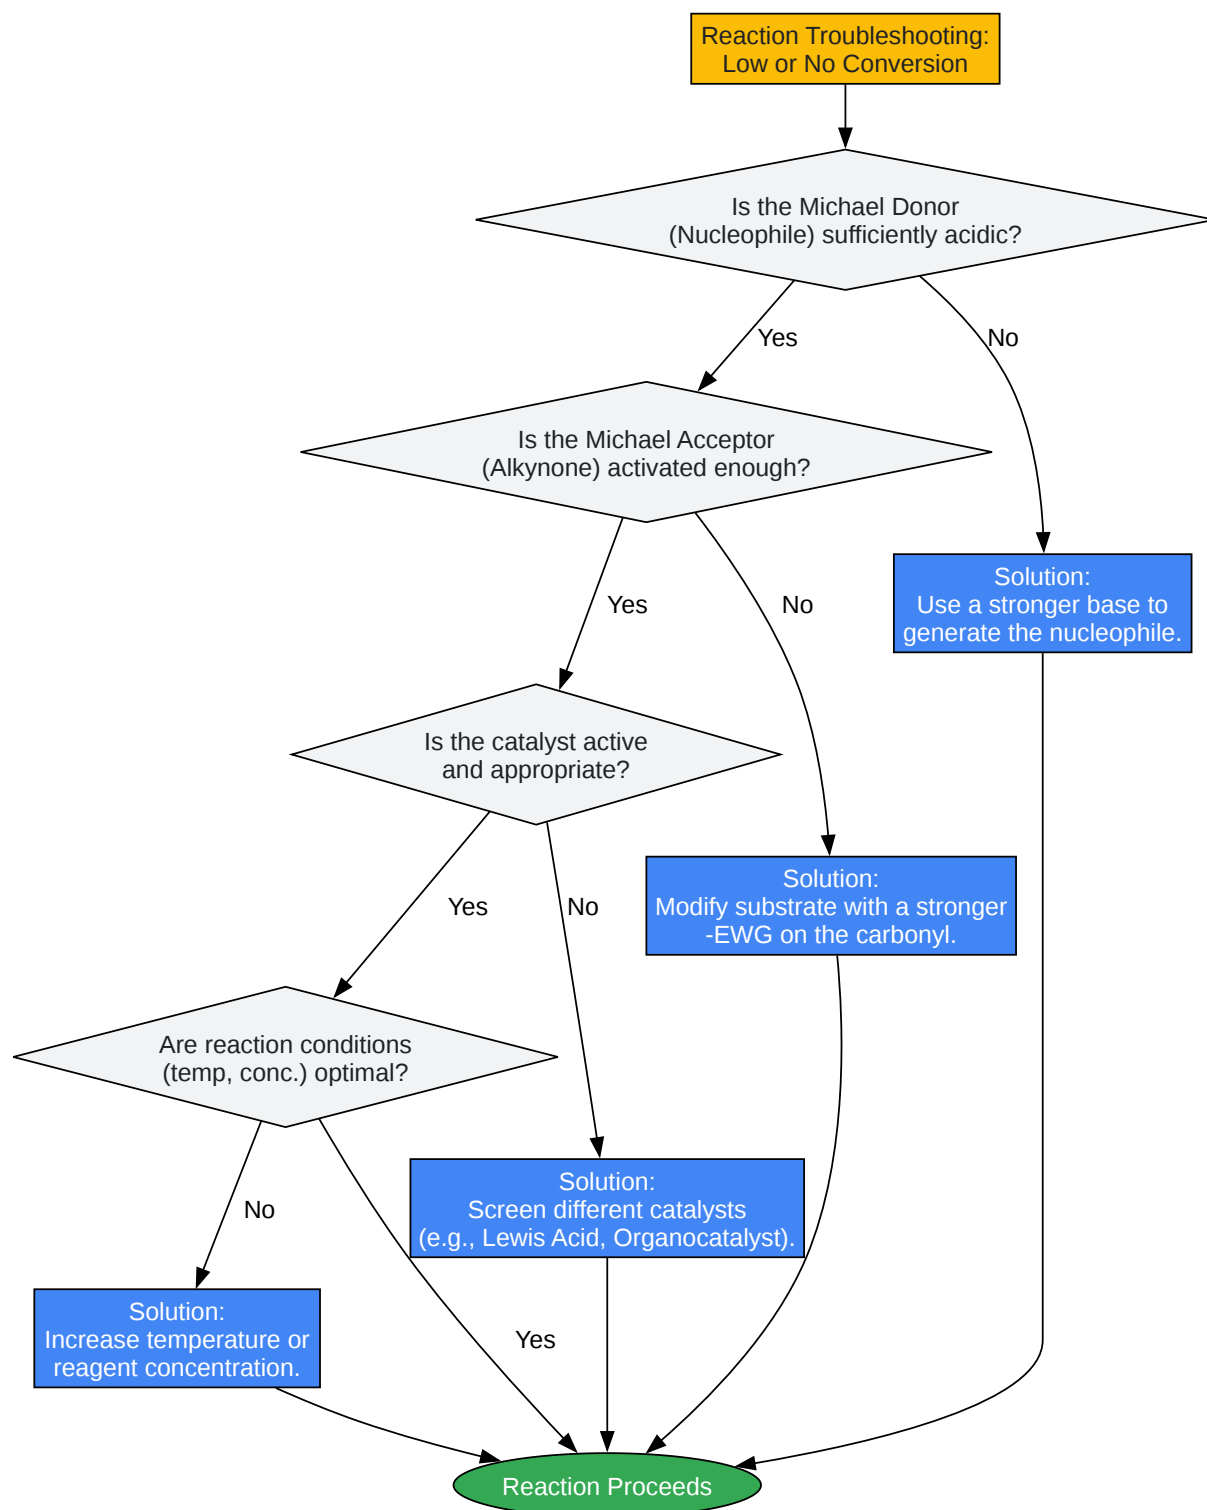 Reaction Troubleshooting:
Low or No Conversion
Is the Michael Donor
(Nucleophile) sufficiently acidic?
Yes
No
Is the Michael Acceptor
(Alkynone) activated enough?
Solution:
Use a stronger base to
generate the nucleophile.
Yes
No
Is the catalyst active
and appropriate?
Solution:
Modify substrate with a stronger
-EWG on the carbonyl.
Yes
No
Are reaction conditions
(temp, conc.) optimal?
Solution:
Screen different catalysts
(e.g., Lewis Acid, Organocatalyst).
No
Yes
Solution:
Increase temperature or
reagent concentration.
Reaction Proceeds